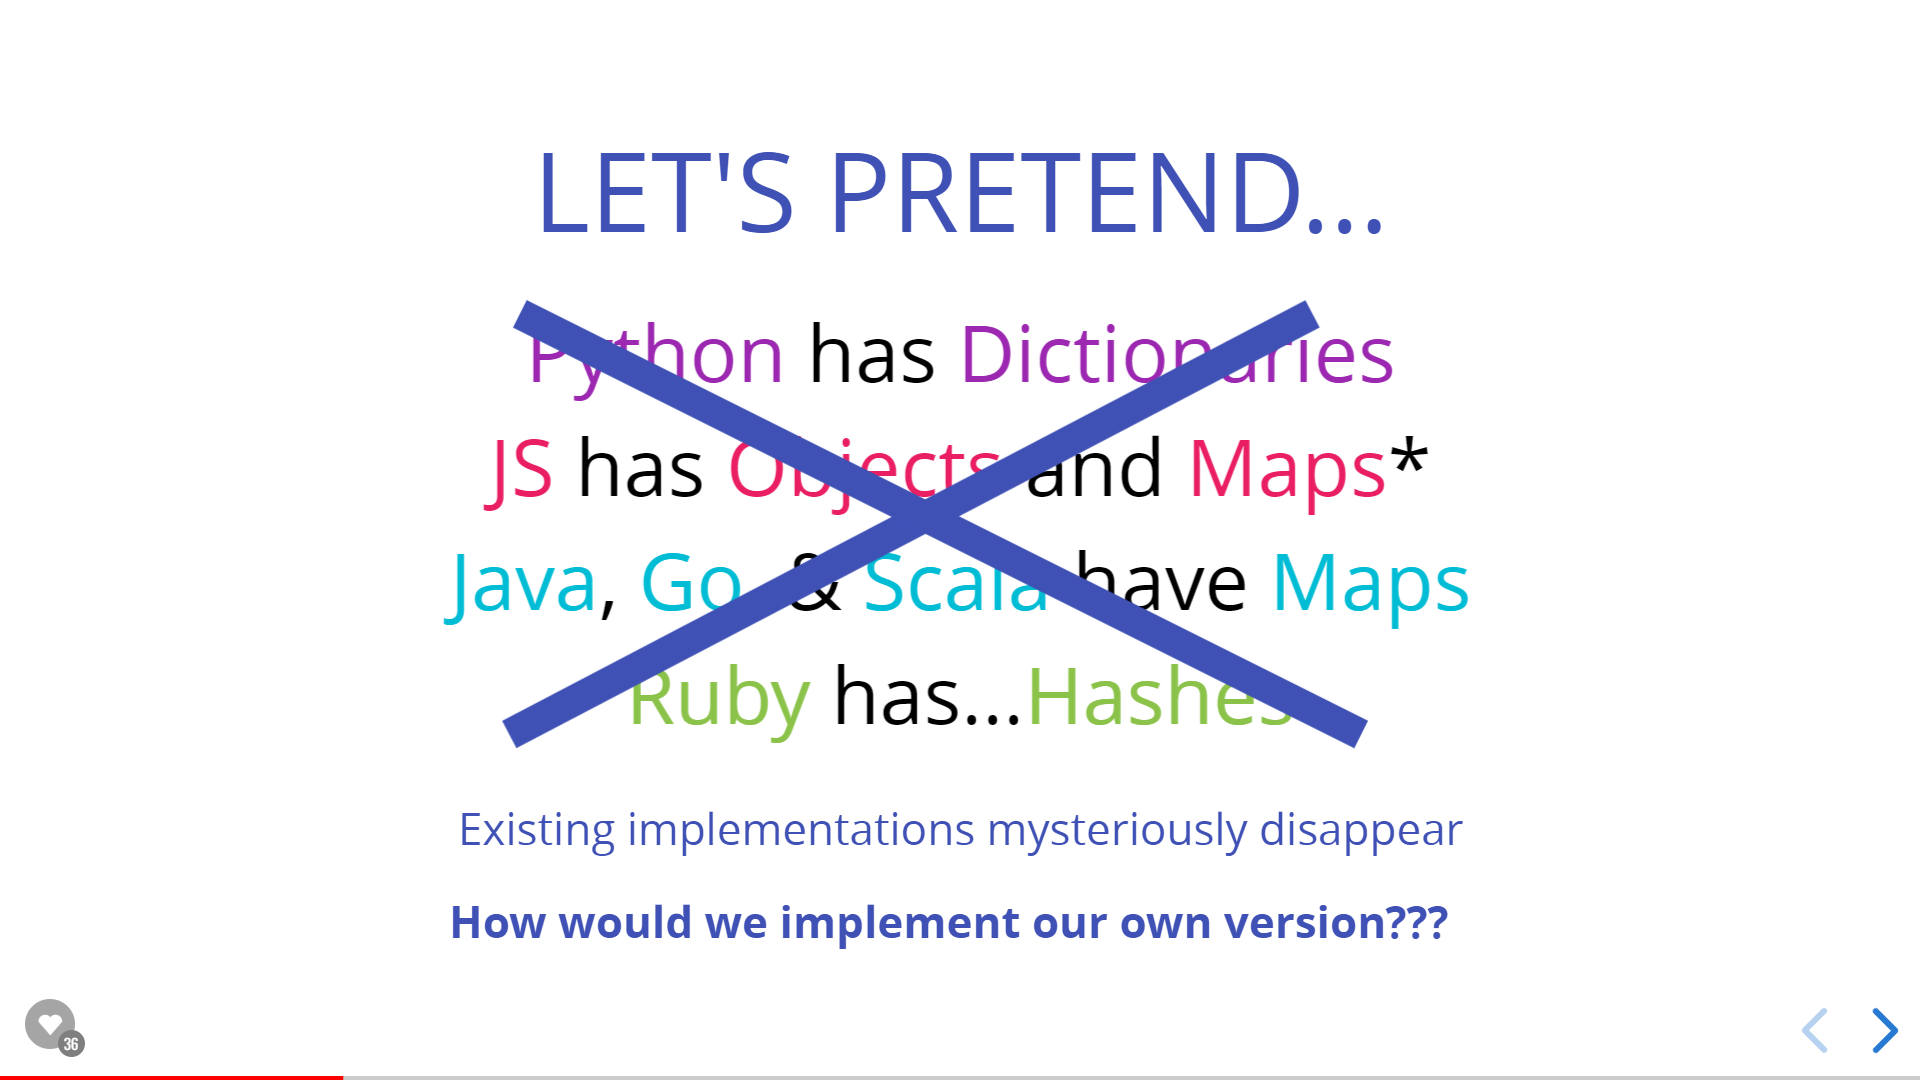 LET'S PRETEND...
Python has Dictionaries
JS has Objects and Maps*
Java, Go, & Scala have Maps
Ruby has...Hashes
Existing implementations mysteriously disappear
How would we implement our own version???
36